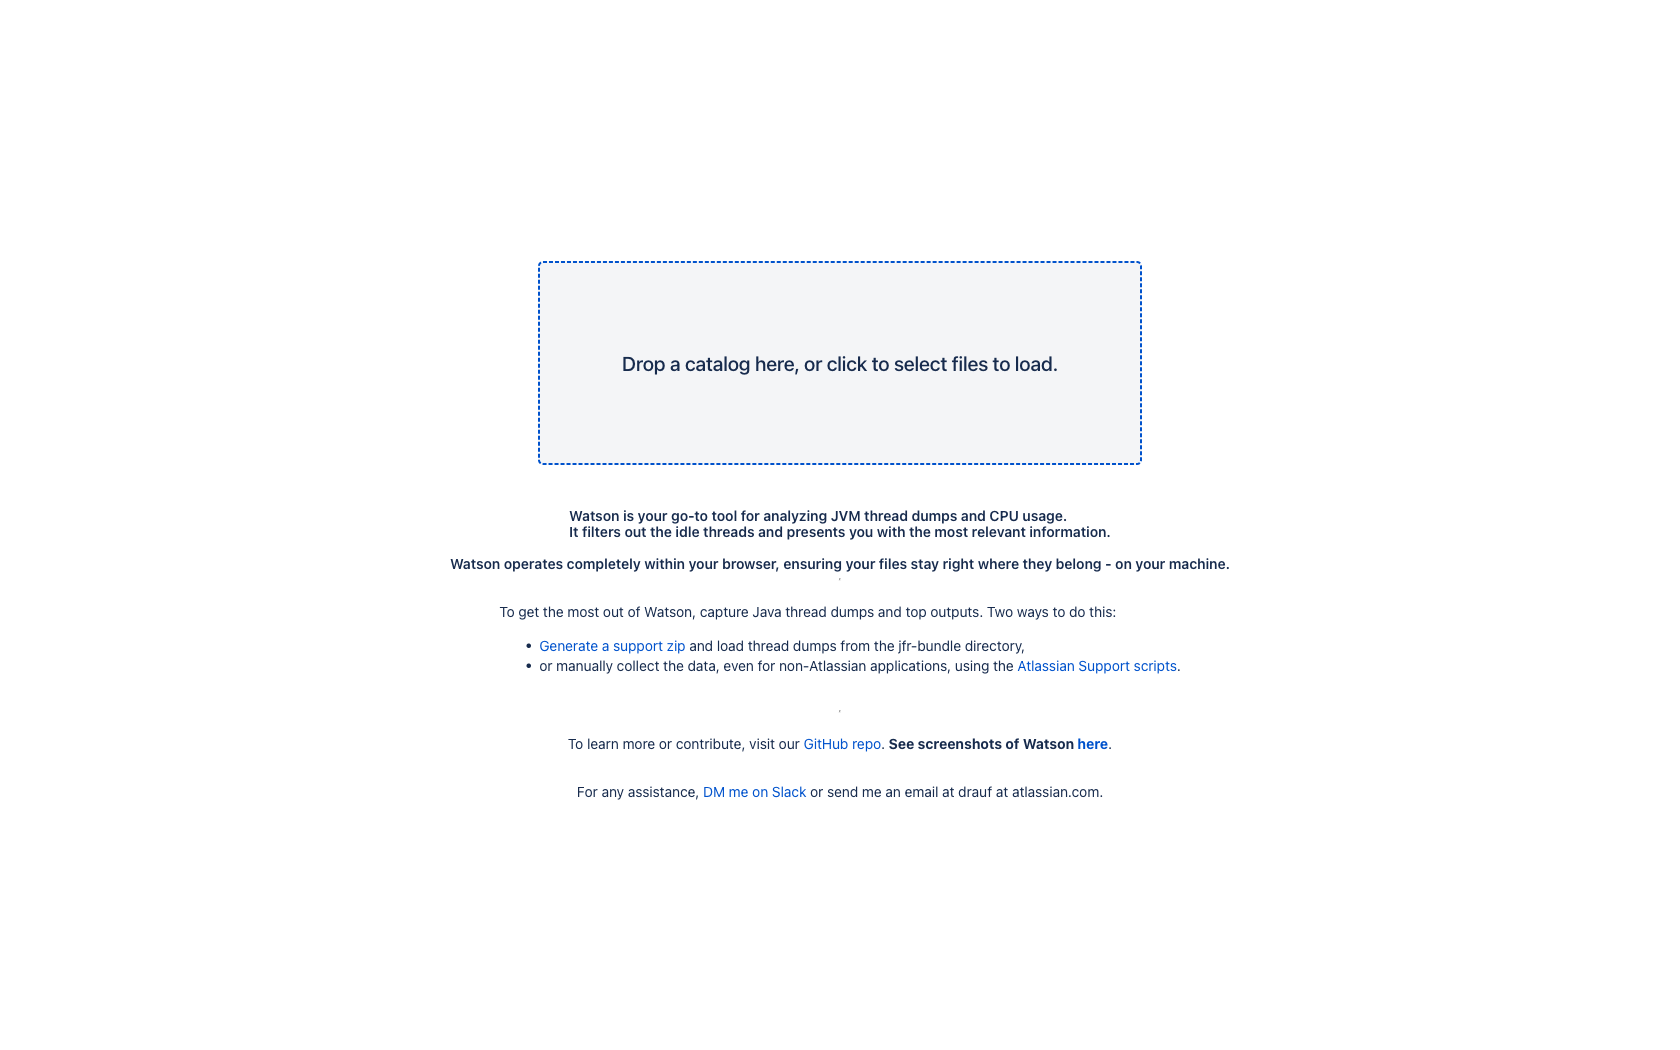 Drop a catalog here, or click to select files to load.
Watson is your go-to tool for analyzing JVM thread dumps and CPU usage.
It filters out the idle threads and presents you with the most relevant information.
Watson operates completely within your browser, ensuring your files stay right where they belong - on your machine.
To get the most out of Watson, capture Java thread dumps and top outputs. Two ways to do this:
• Generate a support zip and load thread dumps from the jfr-bundle directory,
• or manually collect the data, even for non-Atlassian applications, using the Atlassian Support scripts.
To learn more or contribute, visit our GitHub repo. See screenshots of Watson here.
For any assistance, DM me on Slack or send me an email at drauf at atlassian.com.